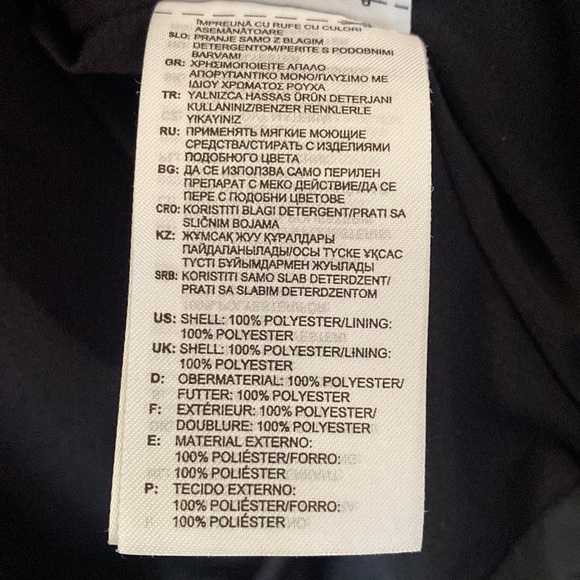 ÎMPREUNĂ CU RUFE CU CULORI
ASEMĂNĂTOARE
SLO: PRANJE SAMO Z BLAGIM
DETERGENTOM/PERITE S PODOBNIMI
BARVAMI
GR: ΧΡΗΣΙΜΟΠΟΙΕΙΤΕ ΑΠΑΛΟ
ΑΠΟΡΥΠΑΝΤΙΚΟ ΜΟΝΟ/ΠΛΥΣΙΜΟ ΜΕ
ΙΔΙΟΥ ΧΡΩΜΑΤΟΣ ΡΟΥΧΑ
TR: YALNIZCA HASSAS ÜRÜN DETERJANI
KULLANINIZ/BENZER RENKLERLE
YIKAYINIZ
RU: ПРИМЕНЯТЬ МЯГКИЕ МОЮЩИЕ
СРЕДСТВА/СТИРАТЬ С ИЗДЕЛИЯМИ
ПОДОБНОГО ЦВЕТА
BG: ДА СЕ ИЗПОЛЗВА САМО ПЕРИЛЕН
ПРЕПАРАТ С МЕКО ДЕЙСТВИЕ/ДА СЕ
ПЕРЕ С ПОДОБНИ ЦВЕТОВЕ
CRO: KORISTITI BLAGI DETERGENT/PRATI SA
SLIČNIM BOJAMA
KZ: ЖҰМСАҚ ЖУУ ҚҰРАЛДАРЫ
ПАЙДАЛАНЫЛАДЫ/ОСЫ ТҮСКЕ ҰҚСАС
ТҮСТІ БҰЙЫМДАРМЕН ЖУЫЛАДЫ
SRB: KORISTITI SAMO SLAB DETERDZENT/
PRATI SA SLABIM DETERDZENTOM
US: SHELL: 100% POLYESTER/LINING:
100% POLYESTER
UK: SHELL: 100% POLYESTER/LINING:
100% POLYESTER
D: OBERMATERIAL: 100% POLYESTER/
FUTTER: 100% POLYESTER
F: EXTÉRIEUR: 100% POLYESTER/
DOUBLURE: 100% POLYESTER
E: MATERIAL EXTERNO:
100% POLIÉSTER/FORRO:
100% POLIÉSTER
P: TECIDO EXTERNO:
100% POLIÉSTER/FORRO:
100% POLIÉSTER